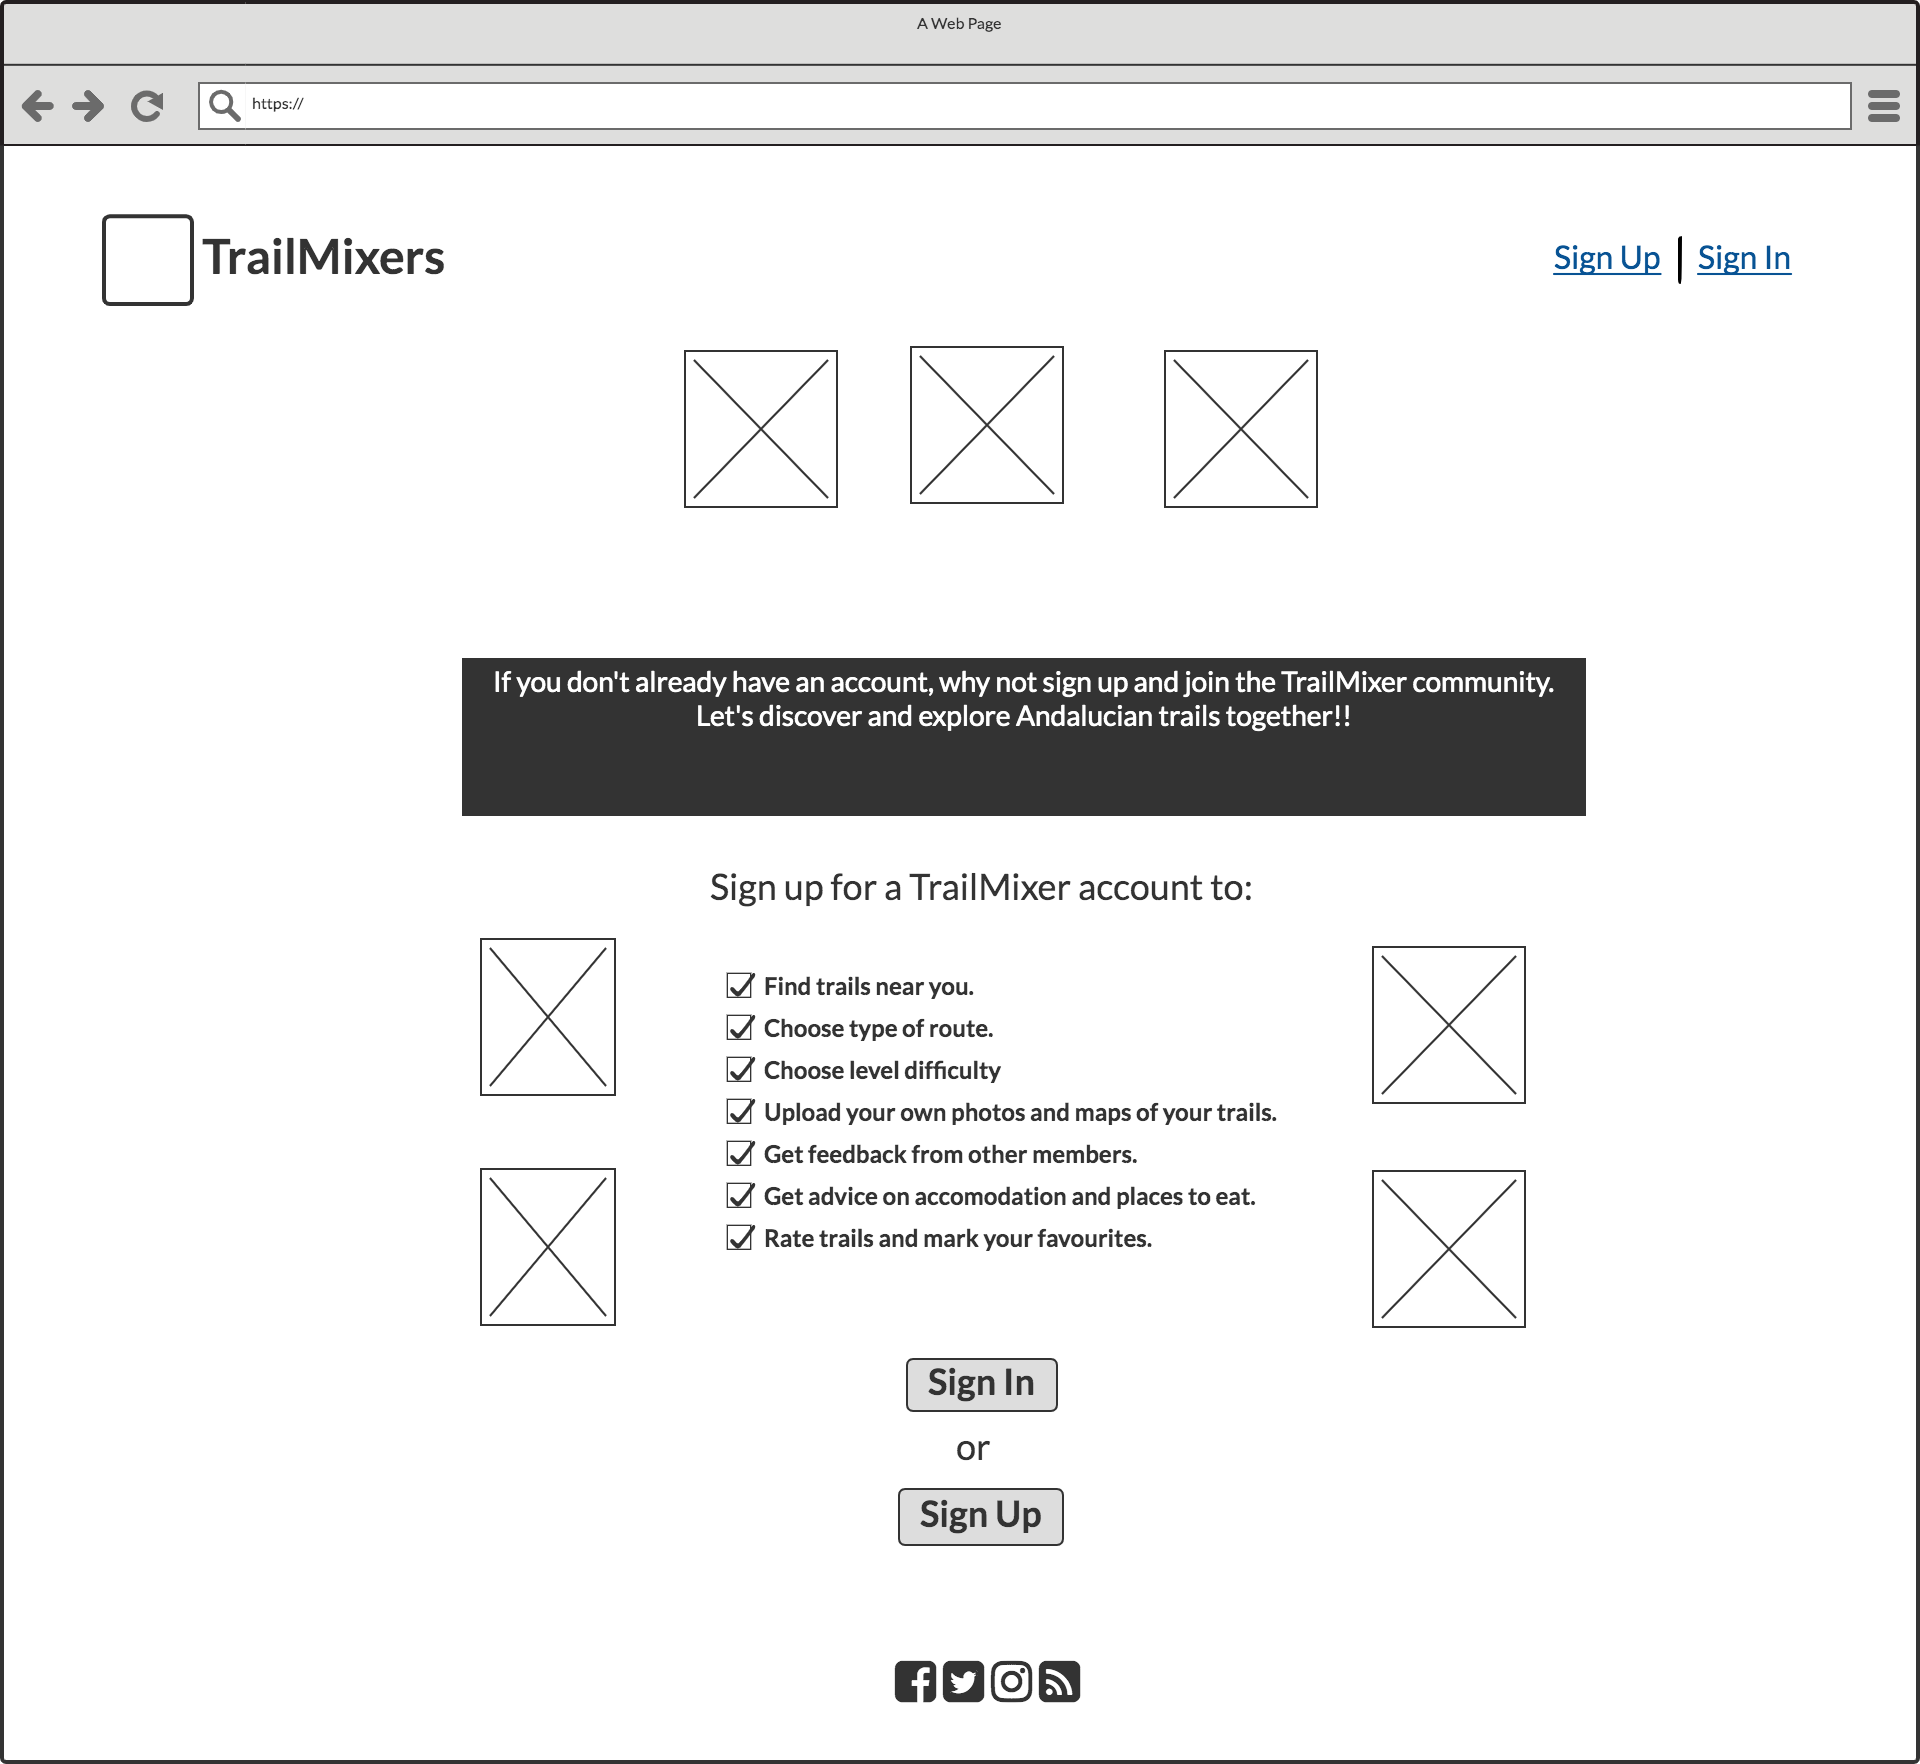 A Web Page
https://
TrailMixers
Sign Up
Sign In
If you don't already have an account, why not sign up and join the TrailMixer community.
Let's discover and explore Andalucian trails together!!
Sign up for a TrailMixer account to:
Find trails near you.
Choose type of route.
Choose level difficulty
Upload your own photos and maps of your trails.
Get feedback from other members.
Get advice on accomodation and places to eat.
Rate trails and mark your favourites.
Sign In
or
Sign Up